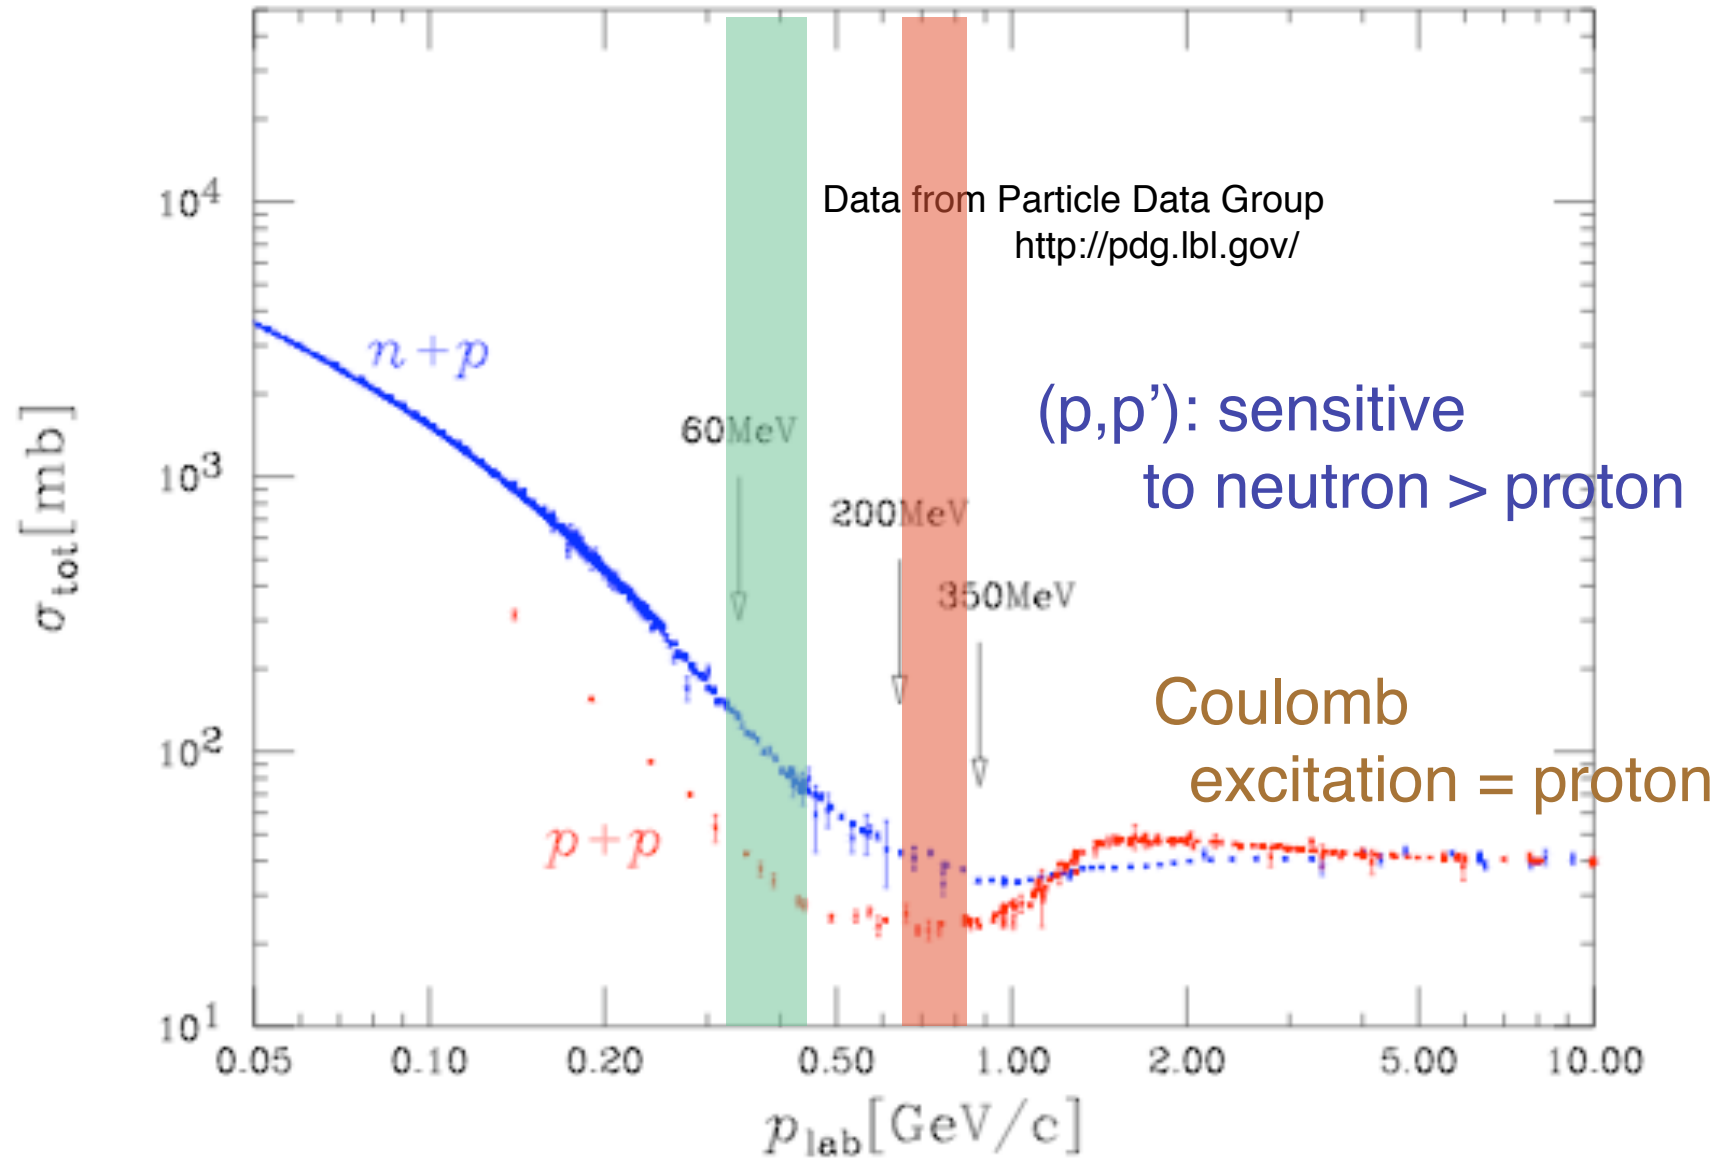 10⁴
10³
10²
10¹
σtot[mb]
Data from Particle Data Group
http://pdg.lbl.gov/
n+p
60MeV
(p,p’): sensitive
to neutron > proton
200MeV
350MeV
Coulomb
excitation = proton
p+p
0.05 0.10 0.20 0.50 1.00 2.00 5.00 10.00
plab[GeV/c]